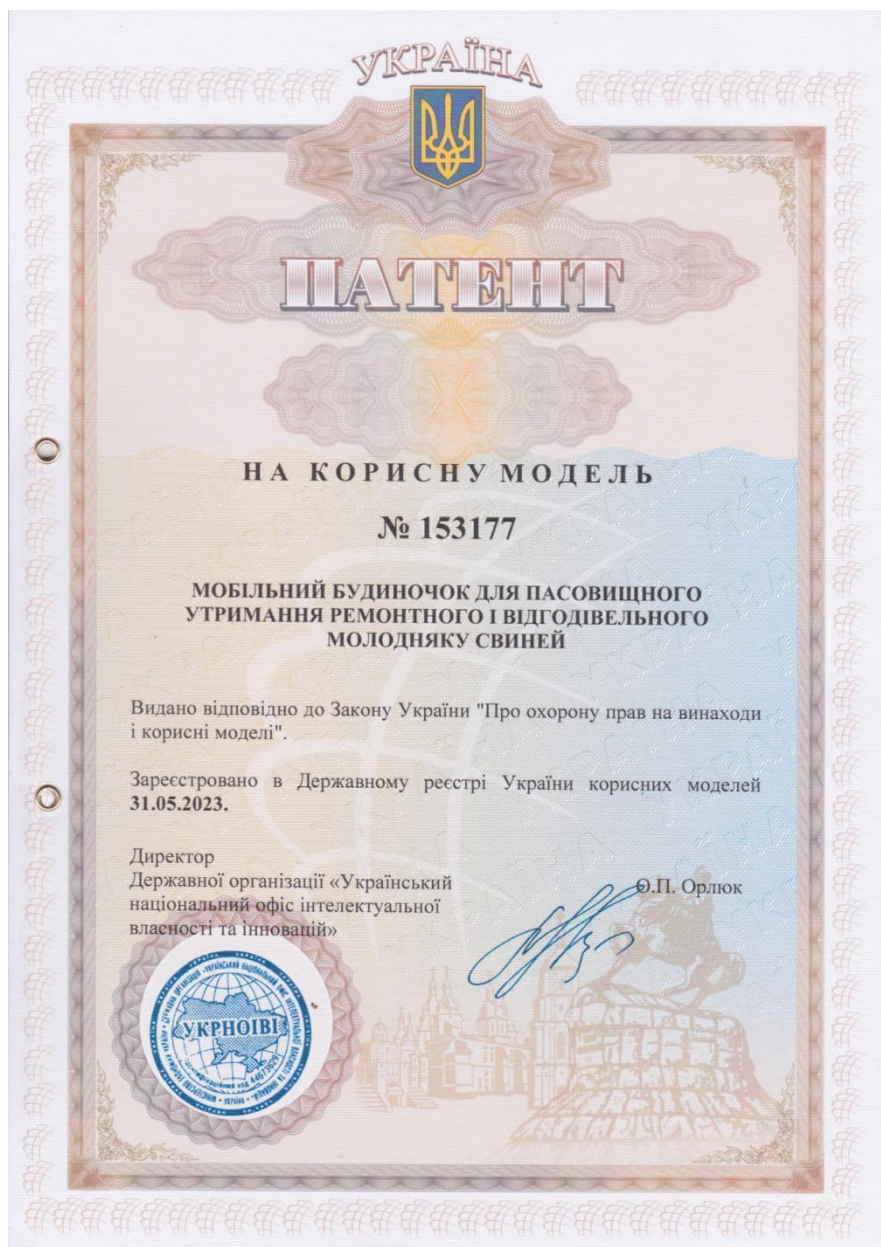 УКРАЇНА
ПАТЕНТ
НА КОРИСНУ МОДЕЛЬ
№ 153177
МОБІЛЬНИЙ БУДИНОЧОК ДЛЯ ПАСОВИЩНОГО
УТРИМАННЯ РЕМОНТНОГО І ВІДГОДІВЕЛЬНОГО
МОЛОДНЯКУ СВИНЕЙ
Видано відповідно до Закону України "Про охорону прав на винаходи
і корисні моделі".
Зареєстровано в Державному реєстрі України корисних моделей
31.05.2023.
Директор
Державної організації «Український
національний офіс інтелектуальної
власності та інновацій»
О.П. Орлюк
УКРНОІВІ